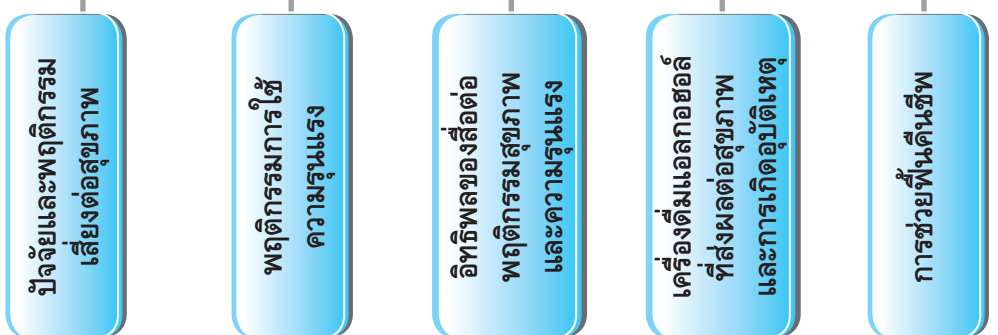 ปัจจัยและพฤติกรรม
เสี่ยงต่อสุขภาพ
พฤติกรรมการใช้
ความรุนแรง
อิทธิพลของสื่อต่อ
พฤติกรรมสุขภาพ
และความรุนแรง
เครื่องดื่มแอลกอฮอล์
ที่ส่งผลต่อสุขภาพ
และการเกิดอุบัติเหตุ
การช่วยฟื้นคืนชีพ